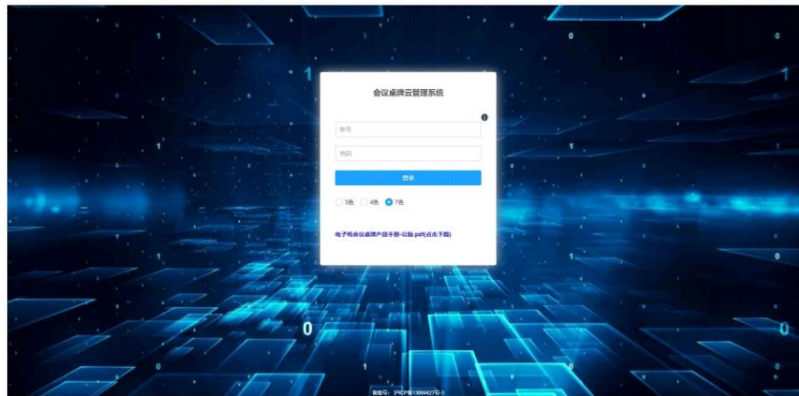 会议桌牌云管理系统
账号
密码
登录
3色 4色 7色
电子纸会议桌牌产品手册-公版.pdf(点击下载)